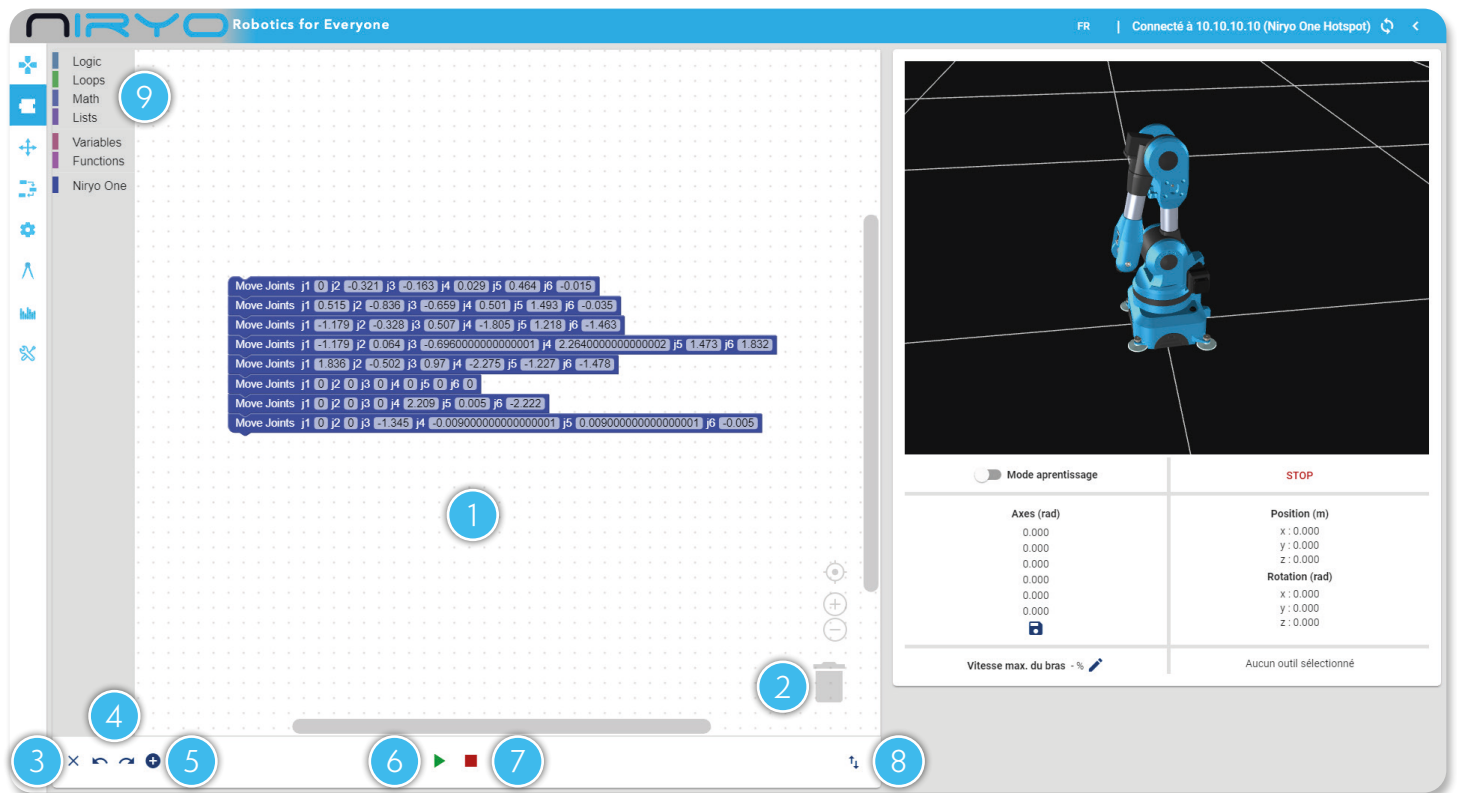 NIRYO Robotics for Everyone
FR | Connecté à 10.10.10.10 (Niryo One Hotspot)
Logic
Loops
Math
Lists
Variables
Functions
Niryo One
9
Move Joints j1 0 j2 -0.321 j3 -0.163 j4 0.029 j5 0.464 j6 -0.015
Move Joints j1 0.515 j2 -0.836 j3 -0.659 j4 0.501 j5 1.493 j6 -0.035
Move Joints j1 -1.179 j2 -0.328 j3 0.507 j4 -1.805 j5 1.218 j6 -1.463
Move Joints j1 -1.179 j2 0.064 j3 -0.6960000000000001 j4 2.2640000000000002 j5 1.473 j6 1.832
Move Joints j1 1.836 j2 -0.502 j3 0.97 j4 -2.275 j5 -1.227 j6 -1.478
Move Joints j1 0 j2 0 j3 0 j4 0 j5 0 j6 0
Move Joints j1 0 j2 0 j3 0 j4 2.209 j5 0.005 j6 -2.222
Move Joints j1 0 j2 0 j3 -1.345 j4 -0.009000000000000001 j5 0.009000000000000001 j6 -0.005
1
2
3
4
5
6
7
8
Mode aprentissage
STOP
Axes (rad)
0.000
0.000
0.000
0.000
0.000
0.000
Position (m)
x : 0.000
y : 0.000
z : 0.000
Rotation (rad)
x : 0.000
y : 0.000
z : 0.000
Vitesse max. du bras - %
Aucun outil sélectionné